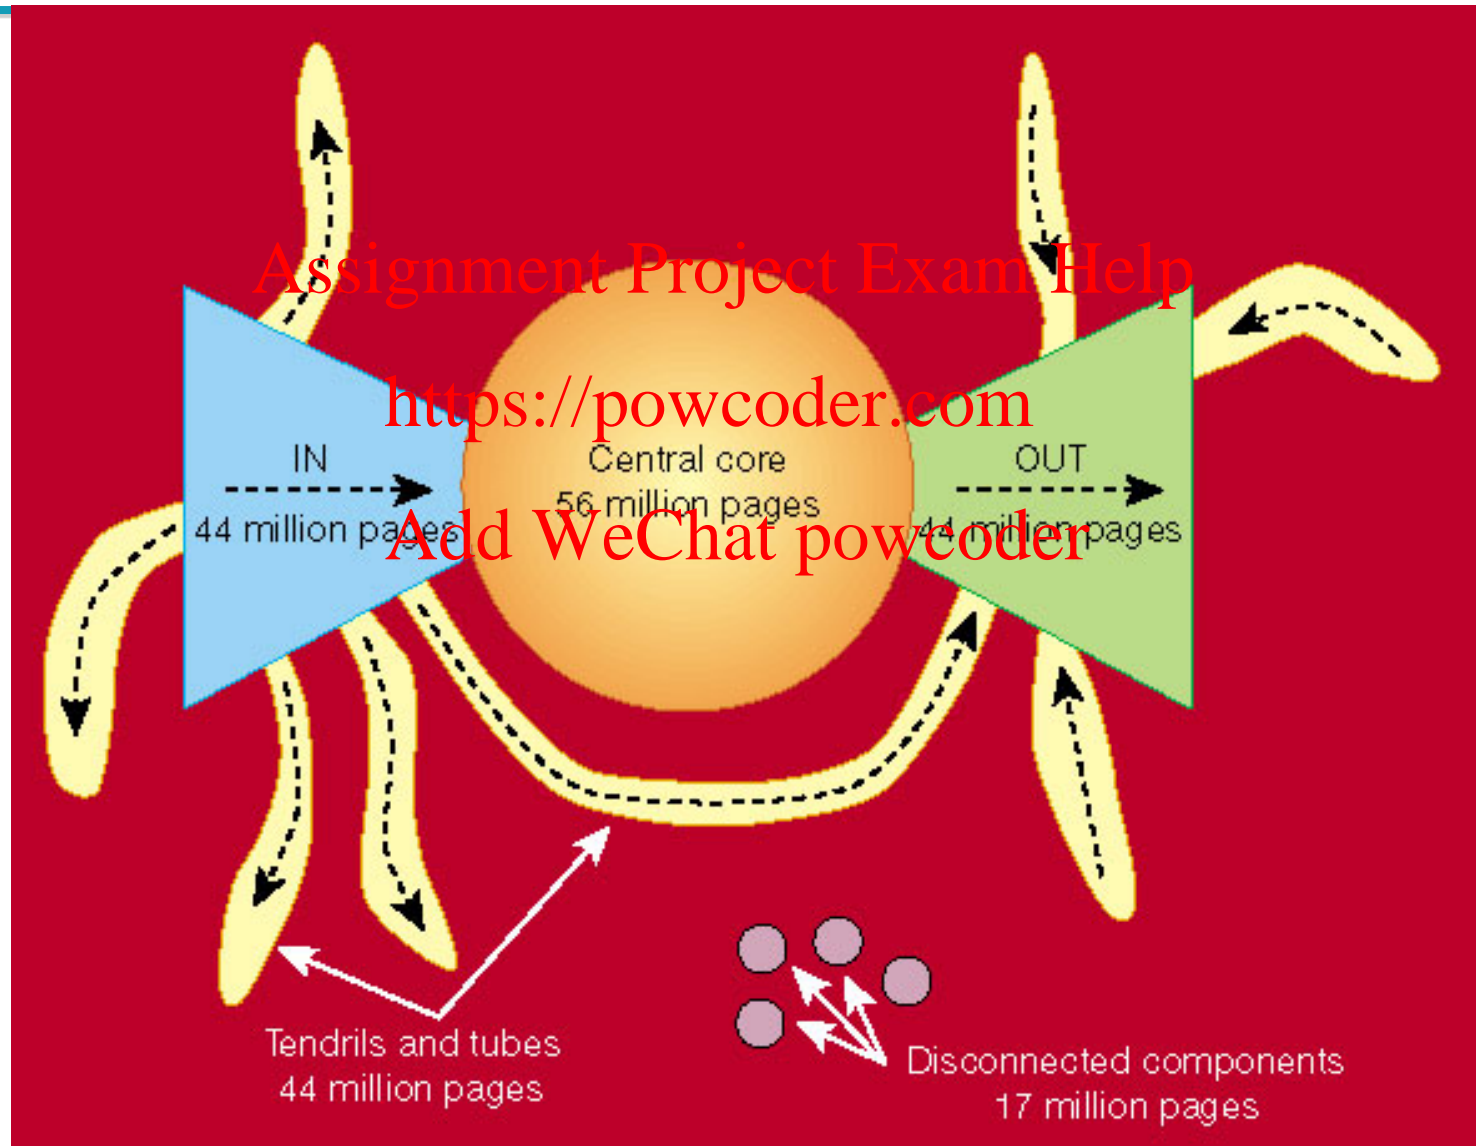 Assignment Project Exam Help
https://powcoder.com
IN
Central core
OUT
56 million pages
44 million pages
44 million pages
Add WeChat powcoder
Tendrils and tubes
44 million pages
Disconnected components
17 million pages